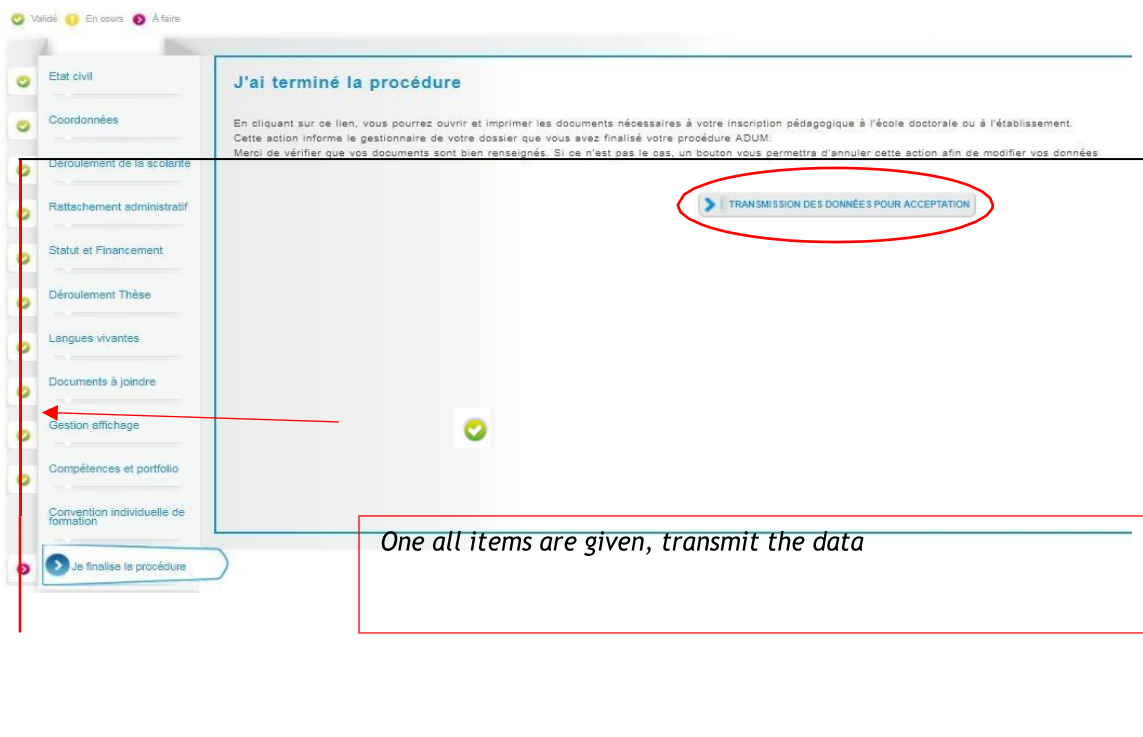 Validé En cours À faire
Etat civil
Coordonnées
Déroulement de la scolarité
Rattachement administratif
Statut et Financement
Déroulement Thèse
Langues vivantes
Documents à joindre
Gestion affichage
Compétences et portfolio
Convention individuelle de
formation
Je finalise la procédure
J'ai terminé la procédure
En cliquant sur ce lien, vous pourrez ouvrir et imprimer les documents nécessaires à votre inscription pédagogique à l'école doctorale ou à l'établissement.
Cette action informe le gestionnaire de votre dossier que vous avez finalisé votre procédure ADUM.
Merci de vérifier que vos documents sont bien renseignés. Si ce n'est pas le cas, un bouton vous permettra d'annuler cette action afin de modifier vos données
TRANSMISSION DES DONNÉES POUR ACCEPTATION
One all items are given, transmit the data